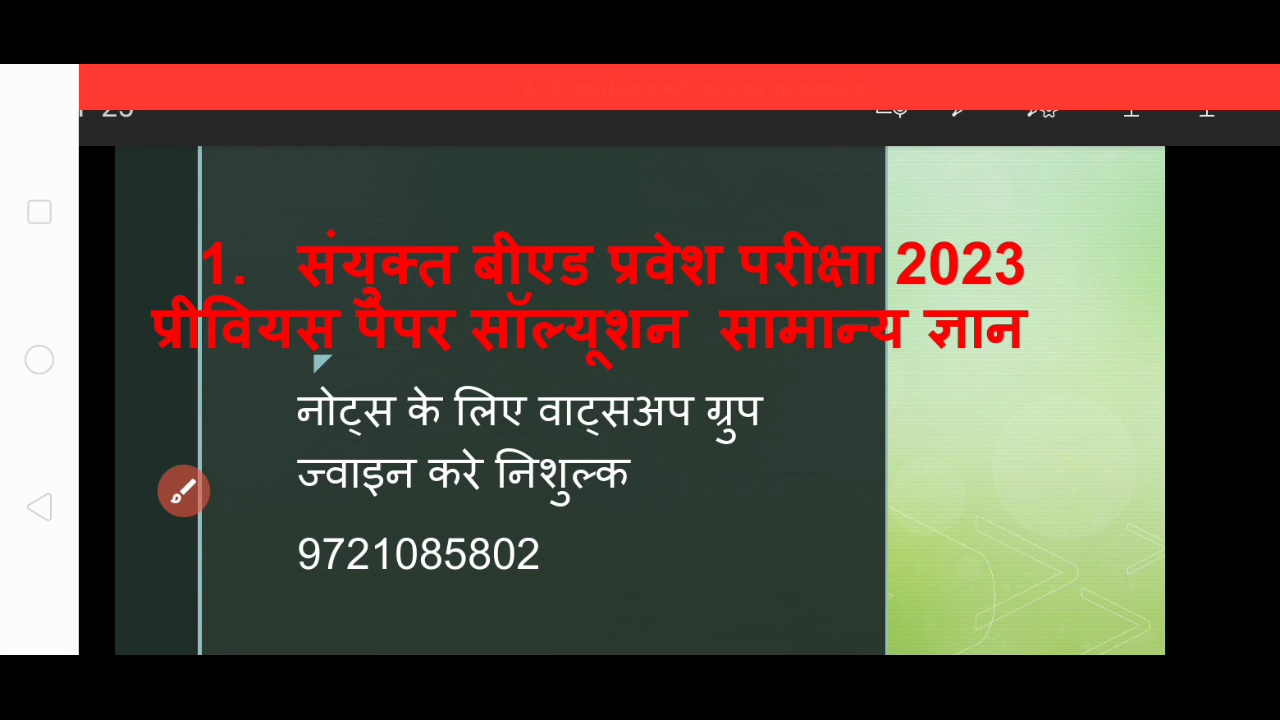 1. संयुक्त बीएड प्रवेश परीक्षा 2023
प्रीवियस पेपर सॉल्यूशन सामान्य ज्ञान
नोट्स के लिए वाट्सअप ग्रुप
ज्वाइन करे निशुल्क
9721085802